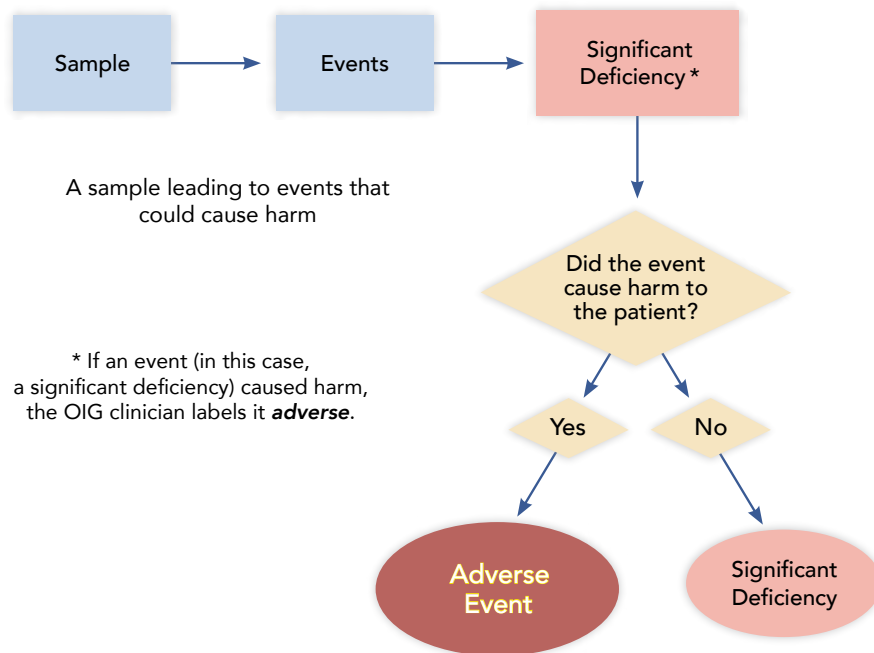 Sample
Events
Significant
Deficiency *
A sample leading to events that
could cause harm
Did the event
cause harm to
the patient?
* If an event (in this case,
a significant deficiency) caused harm,
the OIG clinician labels it adverse.
Yes
No
Adverse
Event
Significant
Deficiency